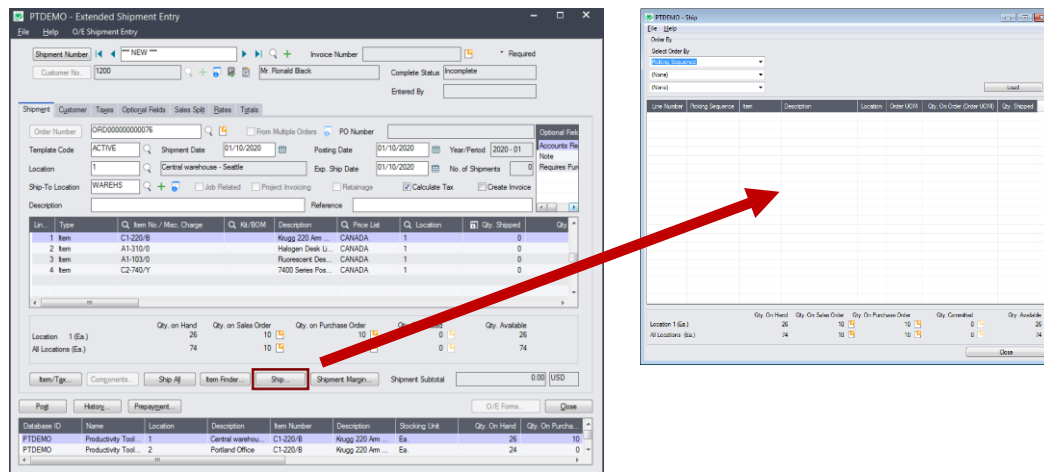 PTDEMO - Extended Shipment Entry
File Help O/E Shipment Entry
Shipment Number *** NEW *** Invoice Number * Required
Customer No. 1200 Mr. Ronald Black Complete Status Incomplete
Entered By
Shipment Customer Taxes Optional Fields Sales Split Rates Totals
Order Number ORD000000000076 From Multiple Orders PO Number Optional Field
Template Code ACTIVE Shipment Date 01/10/2020 Posting Date 01/10/2020 Year/Period 2020 - 01 Accounts Re
Note
Location 1 Central warehouse - Seattle Exp. Ship Date 01/10/2020 No. of Shipments 0 Requires Pur
Ship-To Location WAREHS Job Related Project Invoicing Retainage Calculate Tax Create Invoice
Description Reference
Lin... Type Item No./ Misc. Charge Kit/BOM Description Price List Location Qty. Shipped Qty.
1 Item C1-220/B Krugg 220 Arm ... CANADA 1 0
2 Item A1-310/0 Halogen Desk Li... CANADA 1 0
3 Item A1-103/0 Fluorescent Des... CANADA 1 0
4 Item C2-740/Y 7400 Series Pos... CANADA 1 0
Qty. on Hand Qty. on Sales Order Qty. on Purchase Order Qty. Available
Location 1 (Ea.) 26 10 10 0 26
All Locations (Ea.) 74 10 0 74
Item/Tax... Components... Ship All Item Finder... Ship... Shipment Margin... Shipment Subtotal 0.00 USD
Post History... Prepayment... O/E Forms... Close
Database ID Name Location Description Item Number Description Stocking Unit Qty. On Hand Qty. On Purcha...
PTDEMO Productivity Tool... 1 Central warehou... C1-220/B Krugg 220 Arm ... Ea. 26 10
PTDEMO Productivity Tool... 2 Portland Office C1-220/B Krugg 220 Arm ... Ea. 24 0
PTDEMO - Ship
File Help
Order By
Select Order By
Picking Sequence
(None)
(None) Load
Line Number Picking Sequence Item Description Location Order UOM Qty. On Order (Order UOM) Qty. Shipped
Qty. On Hand Qty. On Sales Order Qty. On Purchase Order Qty. Committed Qty. Available
Location 1 (Ea.) 26 10 10 0 26
All Locations (Ea.) 74 10 10 0 74
Close